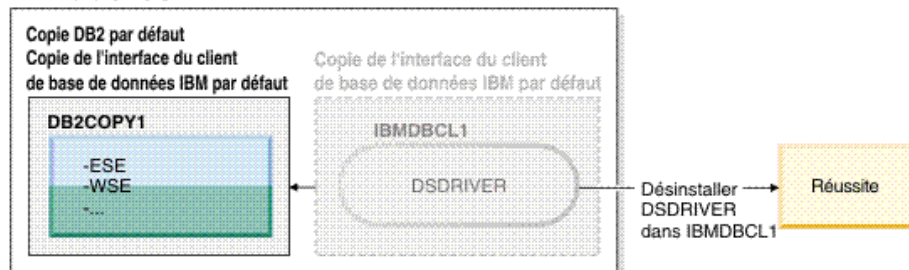 Copie DB2 par défaut
Copie de l'interface du client
de base de données IBM par défaut
DB2COPY1
-ESE
-WSE
-...
Copie de l'interface du client
de base de données IBM par défaut
IBMDBCL1
DSDRIVER
Désinstaller
DSDRIVER
dans IBMDBCL1
Réussite